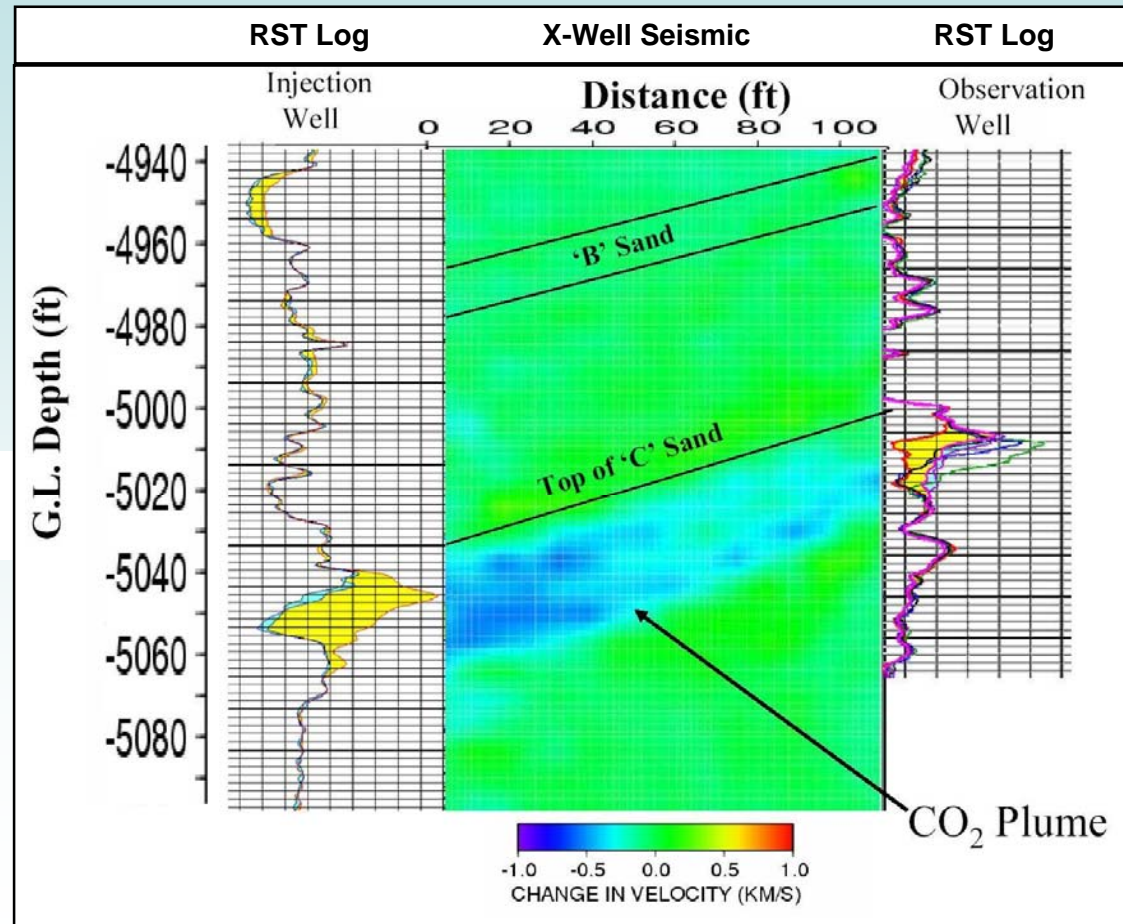 RST Log X-Well Seismic RST Log
Injection
Well
Distance (ft)
Observation
Well
0 20 40 60 80 100
G.L. Depth (ft)
-4940
-4960
-4980
-5000
-5020
-5040
-5060
-5080
'B' Sand
Top of 'C' Sand
CO₂ Plume
-1.0 -0.5 0.0 0.5 1.0
CHANGE IN VELOCITY (KM/S)